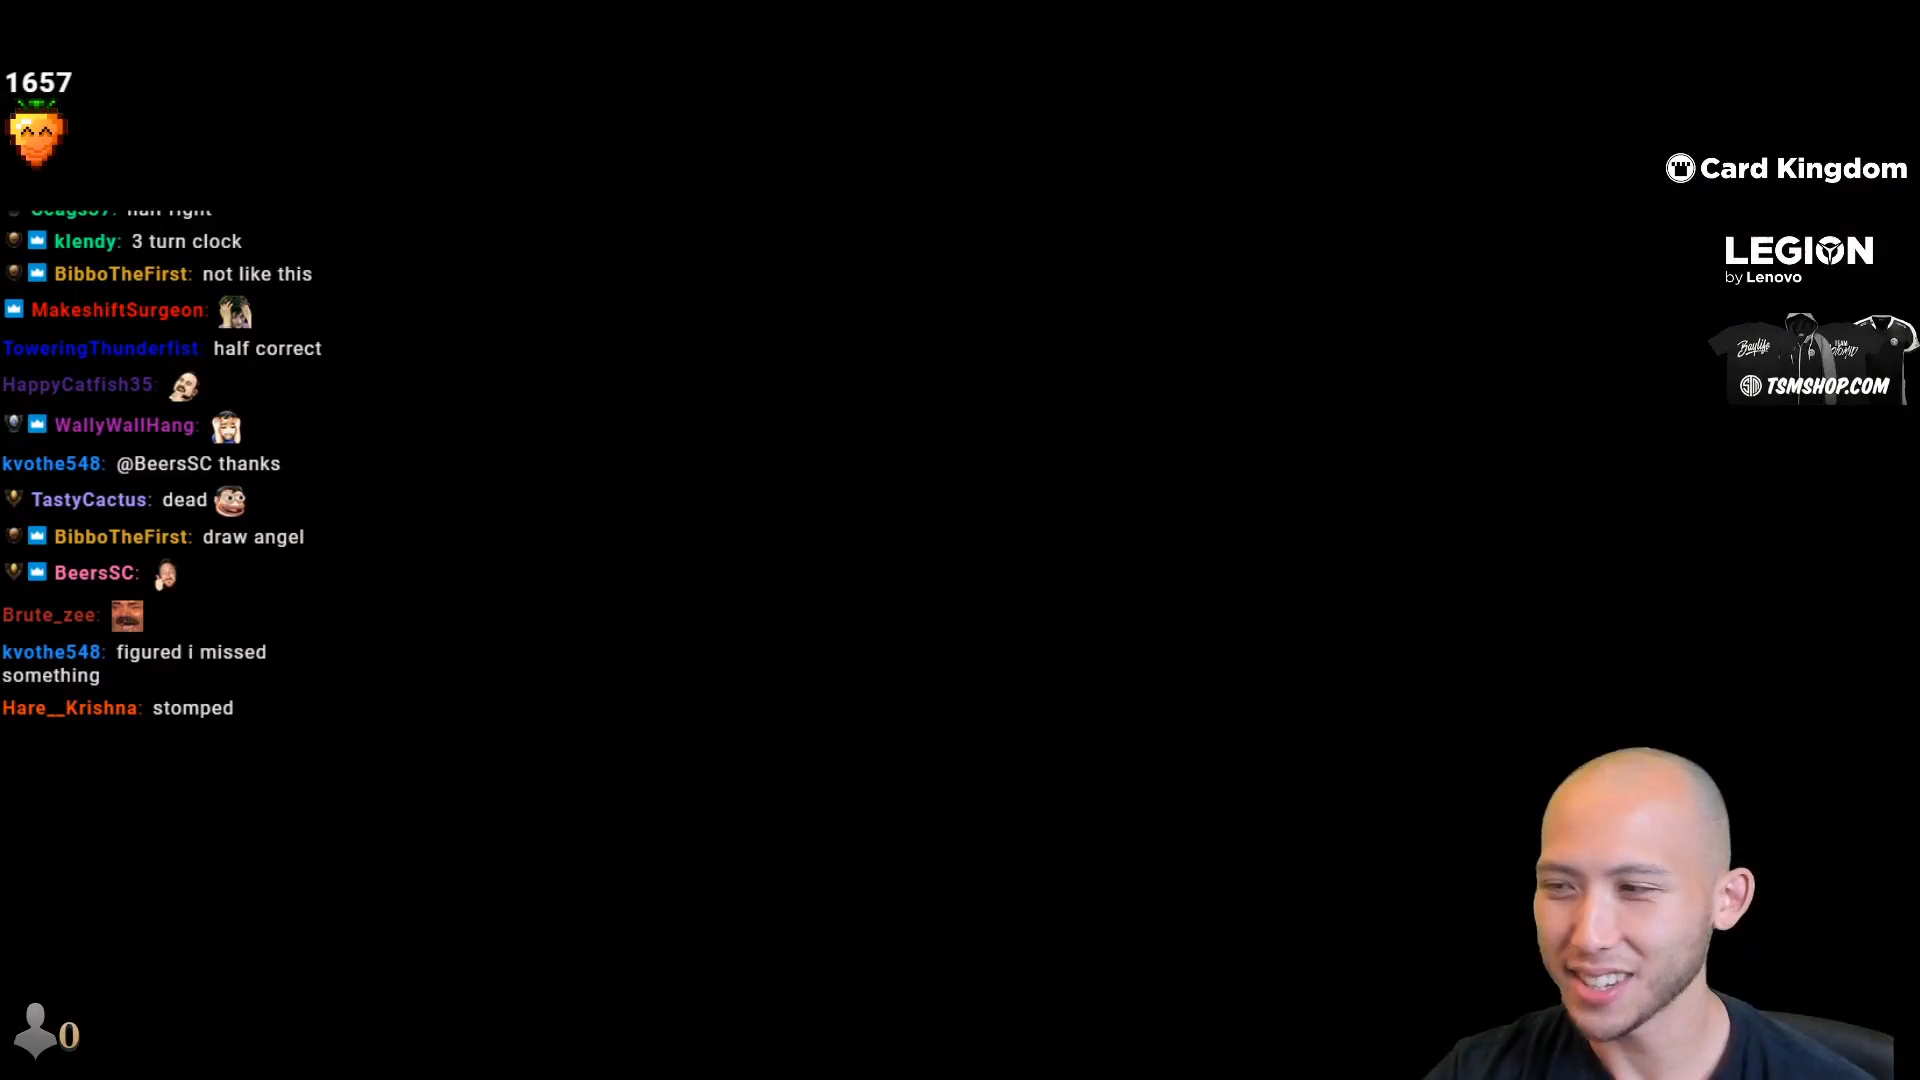 1657
Card Kingdom
klendy: 3 turn clock
LEGION
BibboTheFirst: not like this
by Lenovo
MakeshiftSurgeon:
ToweringThunderfist: half correct
Baylife
HappyCatfish35:
TSMSHOP.COM
WallyWallHang:
kvothe548: @BeersSC thanks
TastyCactus: dead
BibboTheFirst: draw angel
BeersSC:
Brute_zee:
kvothe548: figured i missed
something
Hare__Krishna: stomped
0